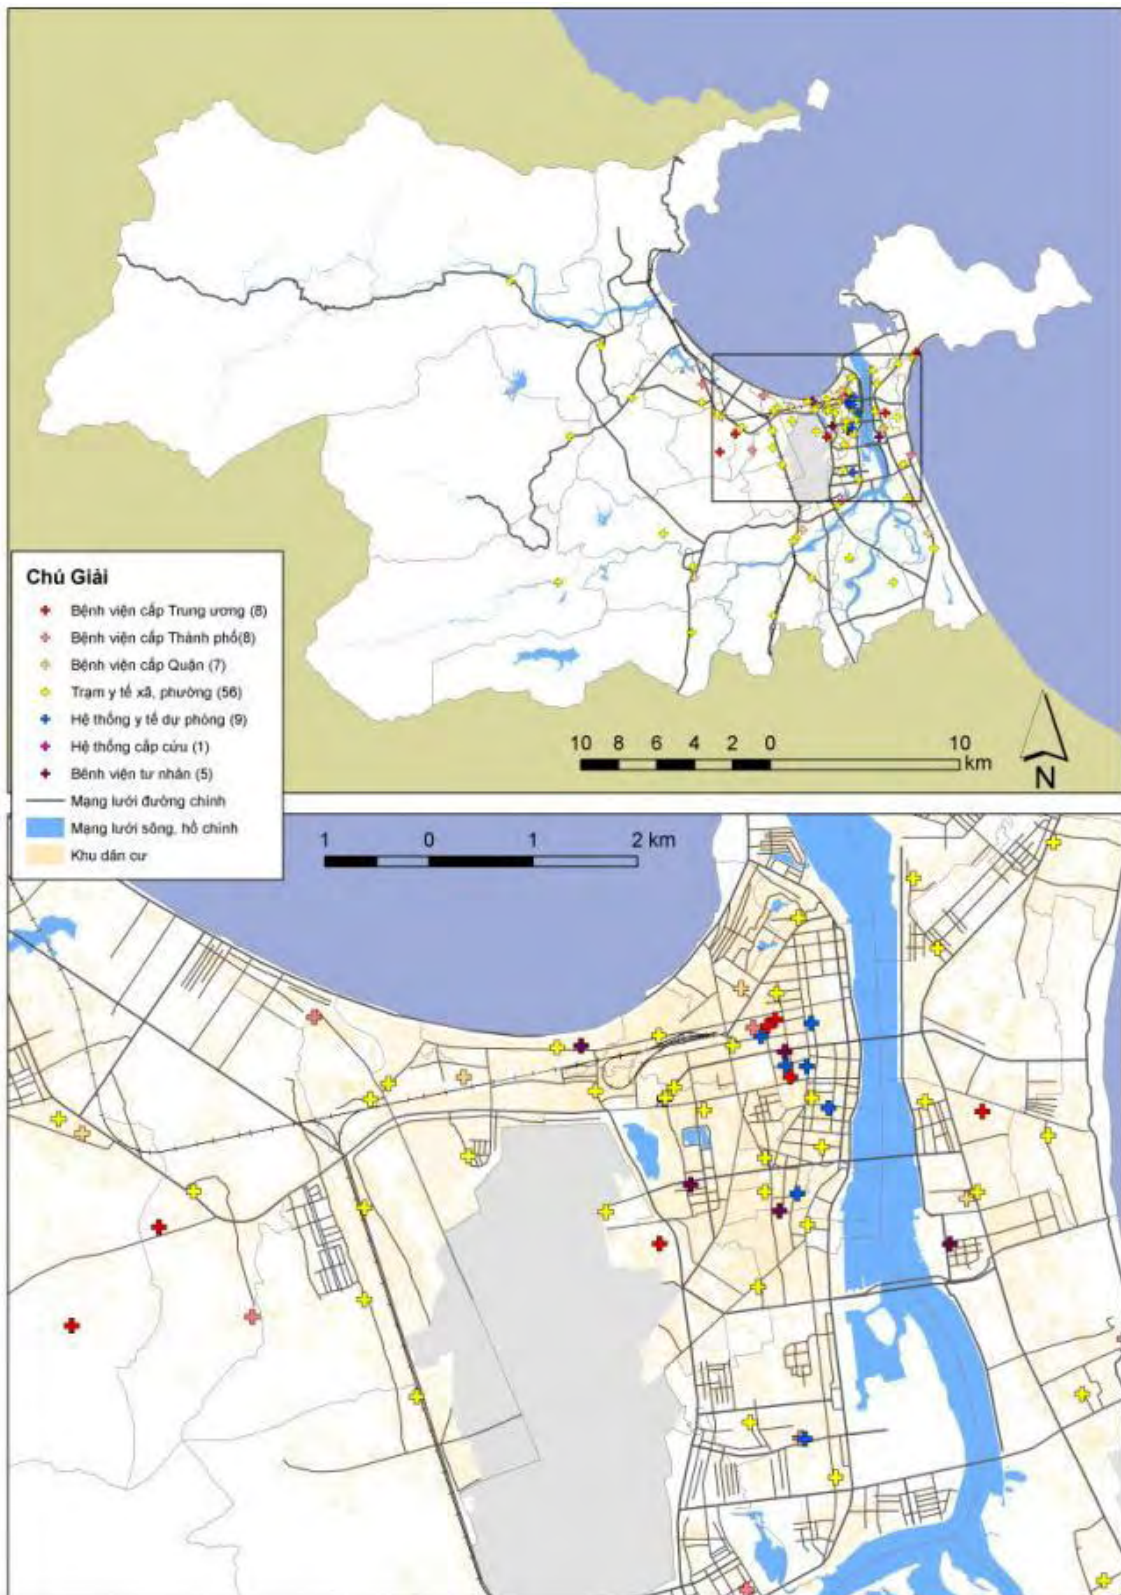 Chú Giải
Bệnh viện cấp Trung ương (8)
Bệnh viện cấp Thành phố(8)
Bệnh viện cấp Quận (7)
Trạm y tế xã, phường (56)
Hệ thống y tế dự phòng (9)
Hệ thống cấp cứu (1)
Bênh viện tư nhân (5)
Mạng lưới đường chính
Mạng lưới sông, hồ chính
Khu dân cư
10 8 6 4 2 0 10
km
N
1 0 1 2 km